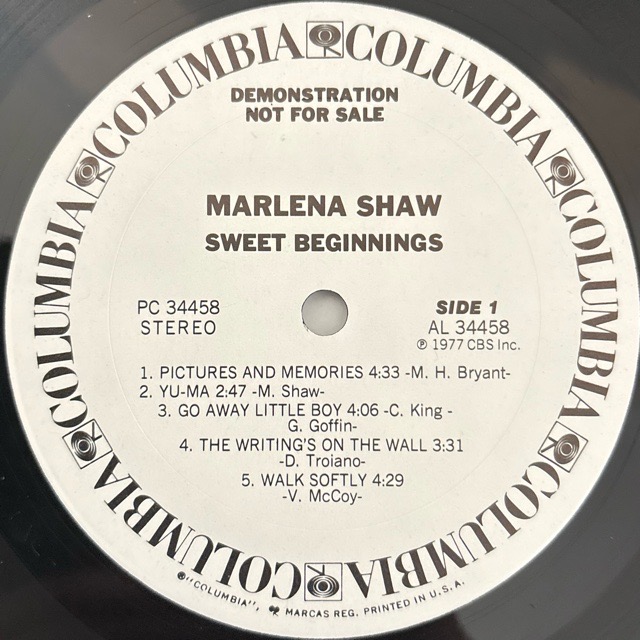 COLUMBIA COLUMBIA COLUMBIA COLUMBIA COLUMBIA COLUMBIA COLUMBIA
DEMONSTRATION
NOT FOR SALE
MARLENA SHAW
SWEET BEGINNINGS
PC 34458
STEREO
SIDE 1
AL 34458
℗ 1977 CBS Inc.
1. PICTURES AND MEMORIES 4:33 -M. H. Bryant-
2. YU-MA 2:47 -M. Shaw-
3. GO AWAY LITTLE BOY 4:06 -C. King -
G. Goffin-
4. THE WRITING'S ON THE WALL 3:31
-D. Troiano-
5. WALK SOFTLY 4:29
-V. McCoy-
®"COLUMBIA", MARCAS REG. PRINTED IN U.S.A.